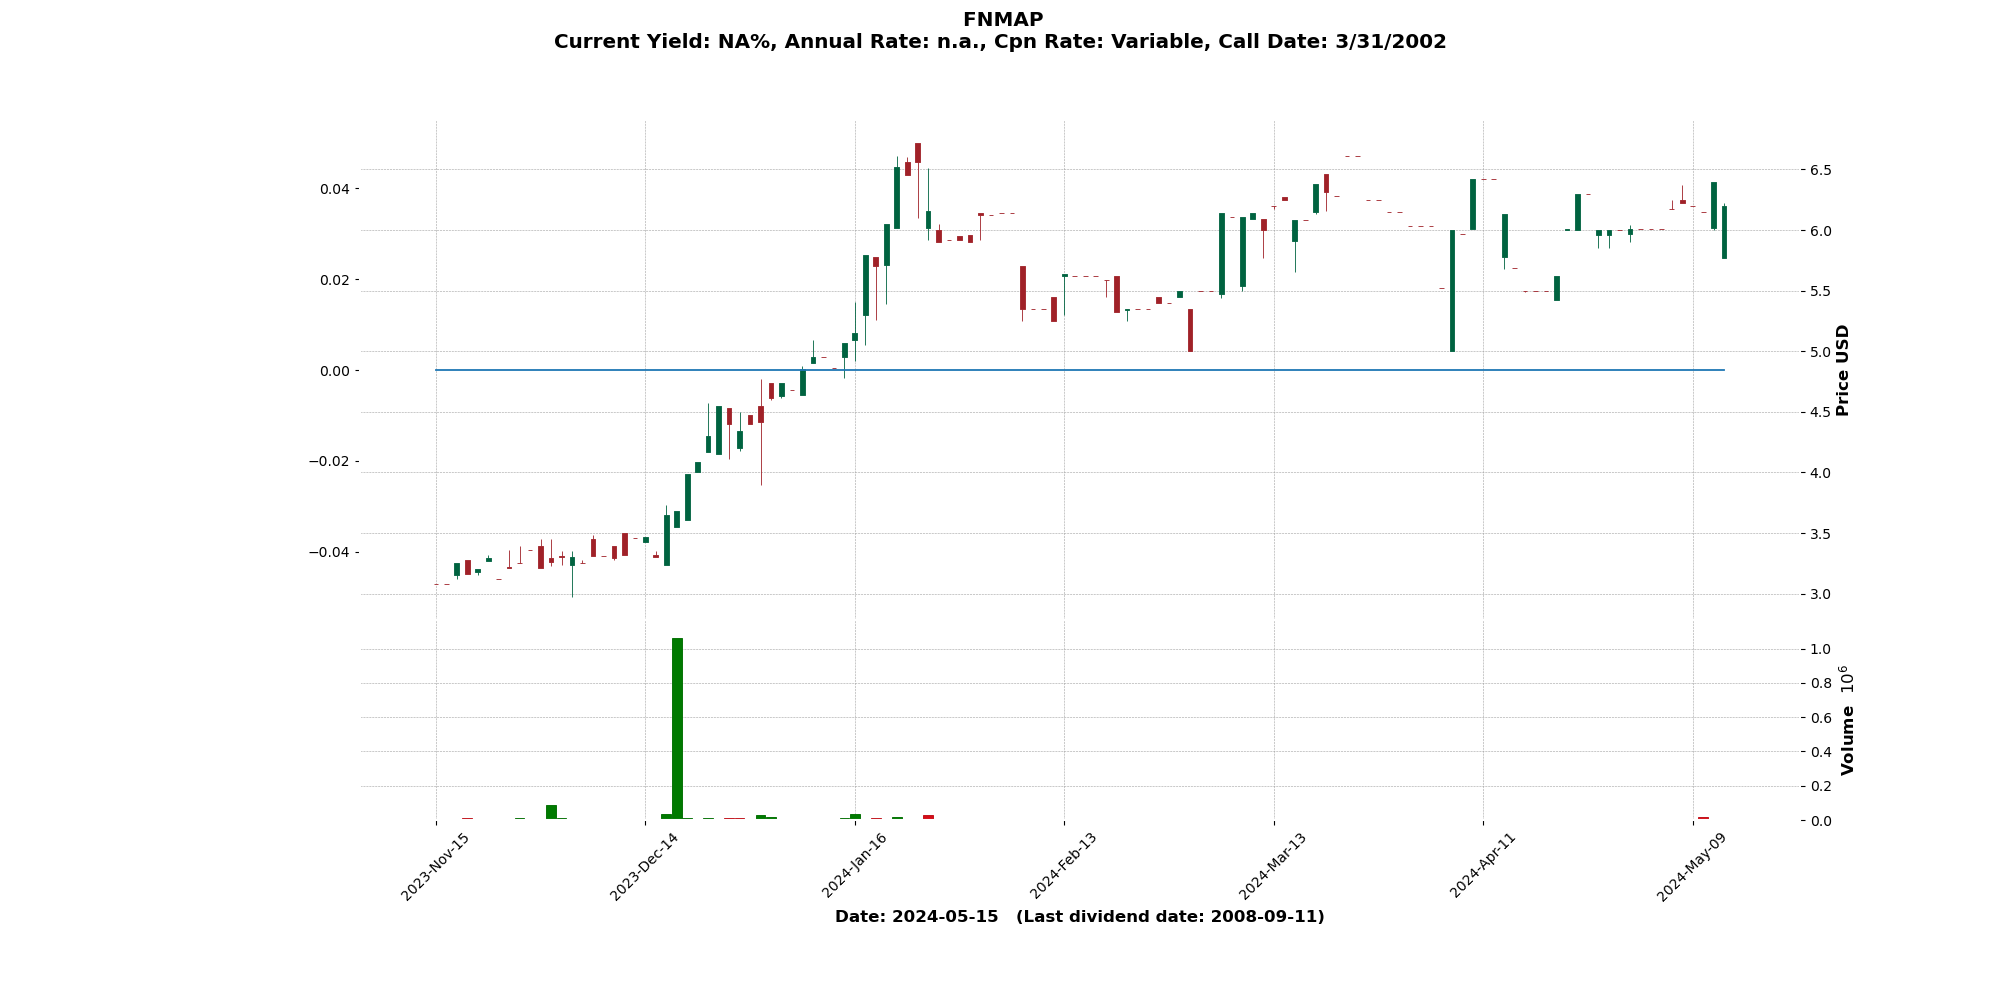 FNMAP
Current Yield: NA%, Annual Rate: n.a., Cpn Rate: Variable, Call Date: 3/31/2002
0.04
0.02
0.00
−0.02
−0.04
6.5
6.0
5.5
5.0
4.5
4.0
3.5
3.0
Price USD
1.0
0.8
0.6
0.4
0.2
0.0
Volume 10^6
2023-Nov-15
2023-Dec-14
2024-Jan-16
2024-Feb-13
2024-Mar-13
2024-Apr-11
2024-May-09
Date: 2024-05-15 (Last dividend date: 2008-09-11)